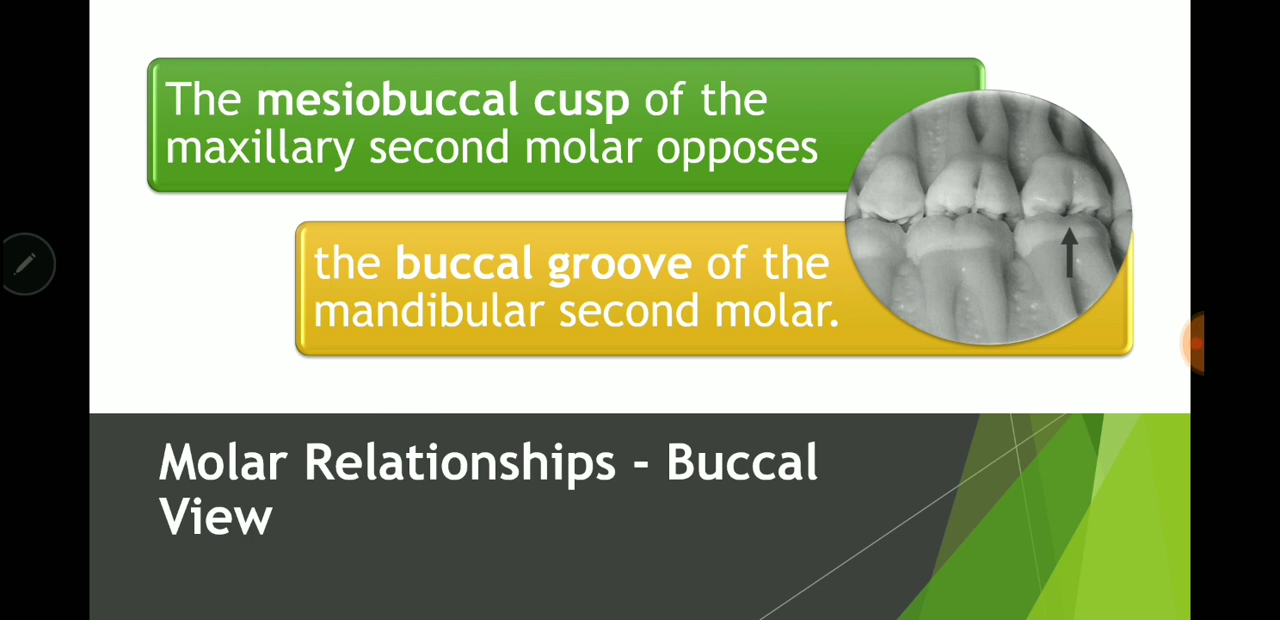 The mesiobuccal cusp of the
maxillary second molar opposes
the buccal groove of the
mandibular second molar.
Molar Relationships - Buccal
View